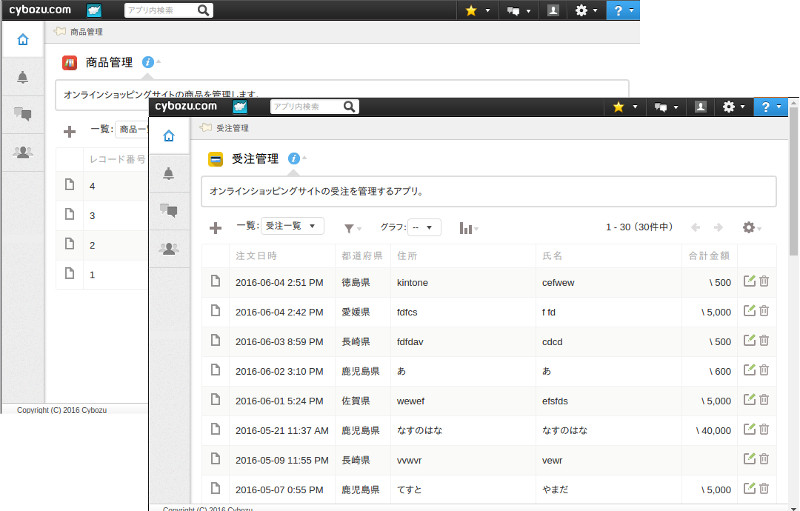 cybozu.com アプリ内検索
商品管理
商品管理
オンラインショッピングサイトの商品を管理します。
一覧: 商品一
レコード番号
4
3
2
1
Copyright (C) 2016 Cybozu
cybozu.com アプリ内検索 ?
受注管理
受注管理
オンラインショッピングサイトの受注を管理するアプリ。
一覧: 受注一覧 グラフ: -- 1 - 30 (30件中)
注文日時 都道府県 住所 氏名 合計金額
2016-06-04 2:51 PM 徳島県 kintone cefwew \ 500
2016-06-04 2:42 PM 愛媛県 fdfcs f fd \ 5,000
2016-06-03 8:59 PM 長崎県 fdfdav cdcd \ 500
2016-06-02 3:10 PM 鹿児島県 あ あ \ 600
2016-06-01 5:24 PM 佐賀県 wewef efsfds \ 5,000
2016-05-21 11:37 AM 鹿児島県 なすのはな なすのはな \ 40,000
2016-05-09 11:55 PM 長崎県 vvwvr vewr
2016-05-07 0:55 PM 鹿児島県 てすと やまだ \ 5,000
Copyright (C) 2016 Cybozu